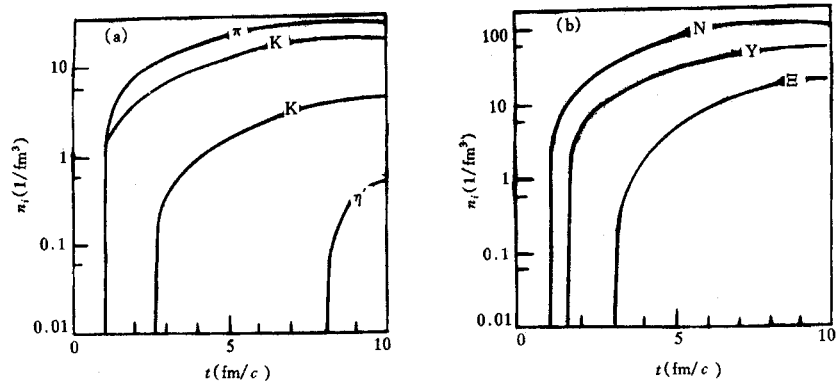 (a)
π
K
K
η′
10
1
0.1
0.01
n_i(1/fm³)
0
5
10
t(fm/c)
(b)
N
Y
Ξ
100
10
1
0.1
0.01
n_i(1/fm³)
0
5
10
t(fm/c)